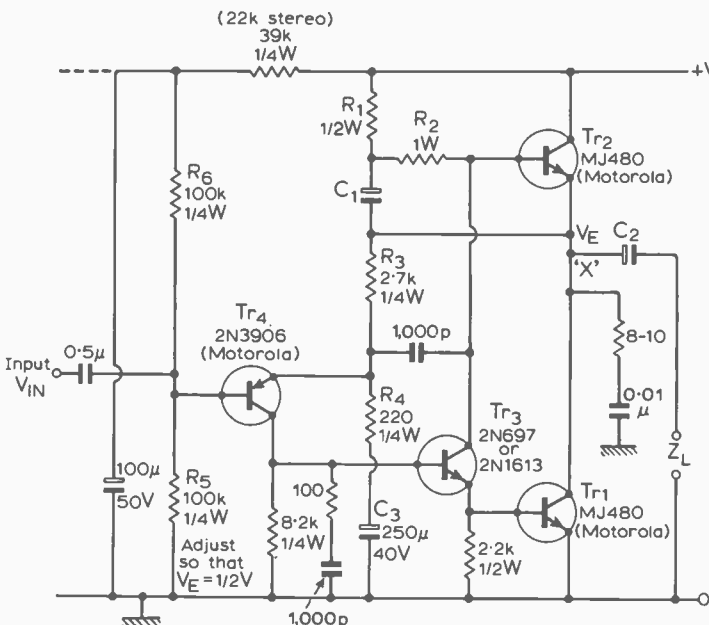 (22k stereo)
39k
1/4W
+V
R1
1/2W
R2
1W
Tr2
MJ480
(Motorola)
R6
100k
1/4W
C1
VE
C2
'X'
R3
2·7k
1/4W
Tr4
2N3906
(Motorola)
1,000p
8-10
Input
VIN
0·5μ
R4
220
1/4W
Tr3
2N697
or
2N1613
0·01
μ
ZL
100μ
50V
R5
100k
1/4W
100
C3
250μ
40V
Tr1
MJ480
(Motorola)
8·2k
1/4W
2·2k
1/2W
Adjust
so that
VE=1/2V
1,000p
O